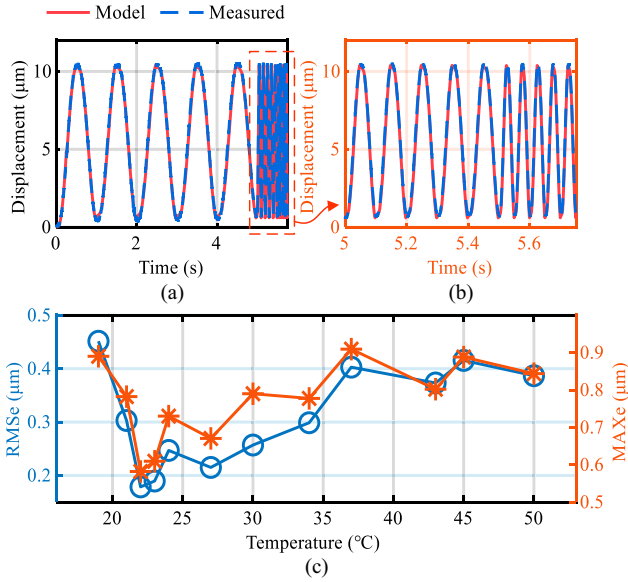 Model Measured
Displacement (μm)
10
5
0
0 2 4
Time (s)
(a)
Displacement (μm)
10
5
0
5 5.2 5.4 5.6
Time (s)
(b)
RMSe (μm)
0.5
0.4
0.3
0.2
MAXe (μm)
0.9
0.8
0.7
0.6
0.5
20 25 30 35 40 45 50
Temperature (℃)
(c)